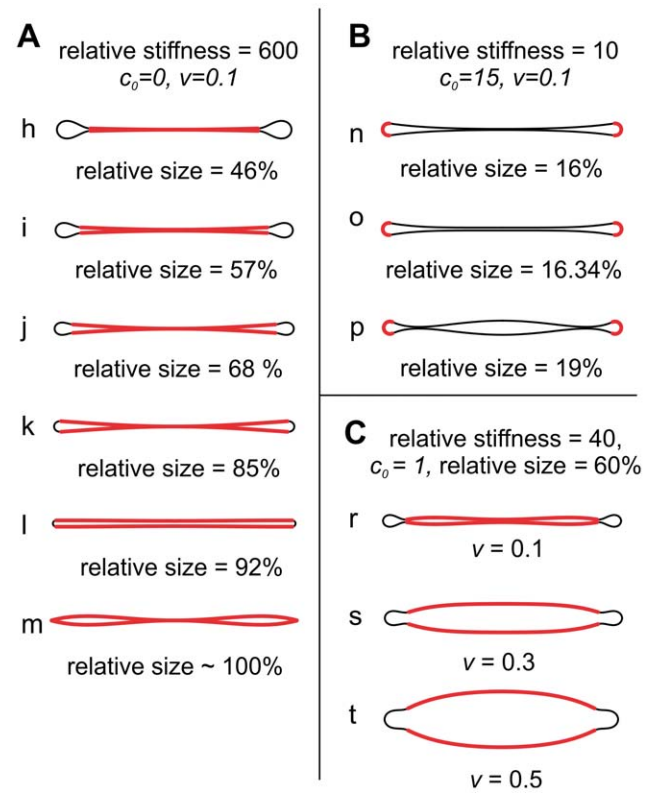 A
relative stiffness = 600
c₀=0, v=0.1
h
relative size = 46%
i
relative size = 57%
j
relative size = 68 %
k
relative size = 85%
l
relative size = 92%
m
relative size ~ 100%
B
relative stiffness = 10
c₀=15, v=0.1
n
relative size = 16%
o
relative size = 16.34%
p
relative size = 19%
C
relative stiffness = 40,
c₀ = 1, relative size = 60%
r
v = 0.1
s
v = 0.3
t
v = 0.5